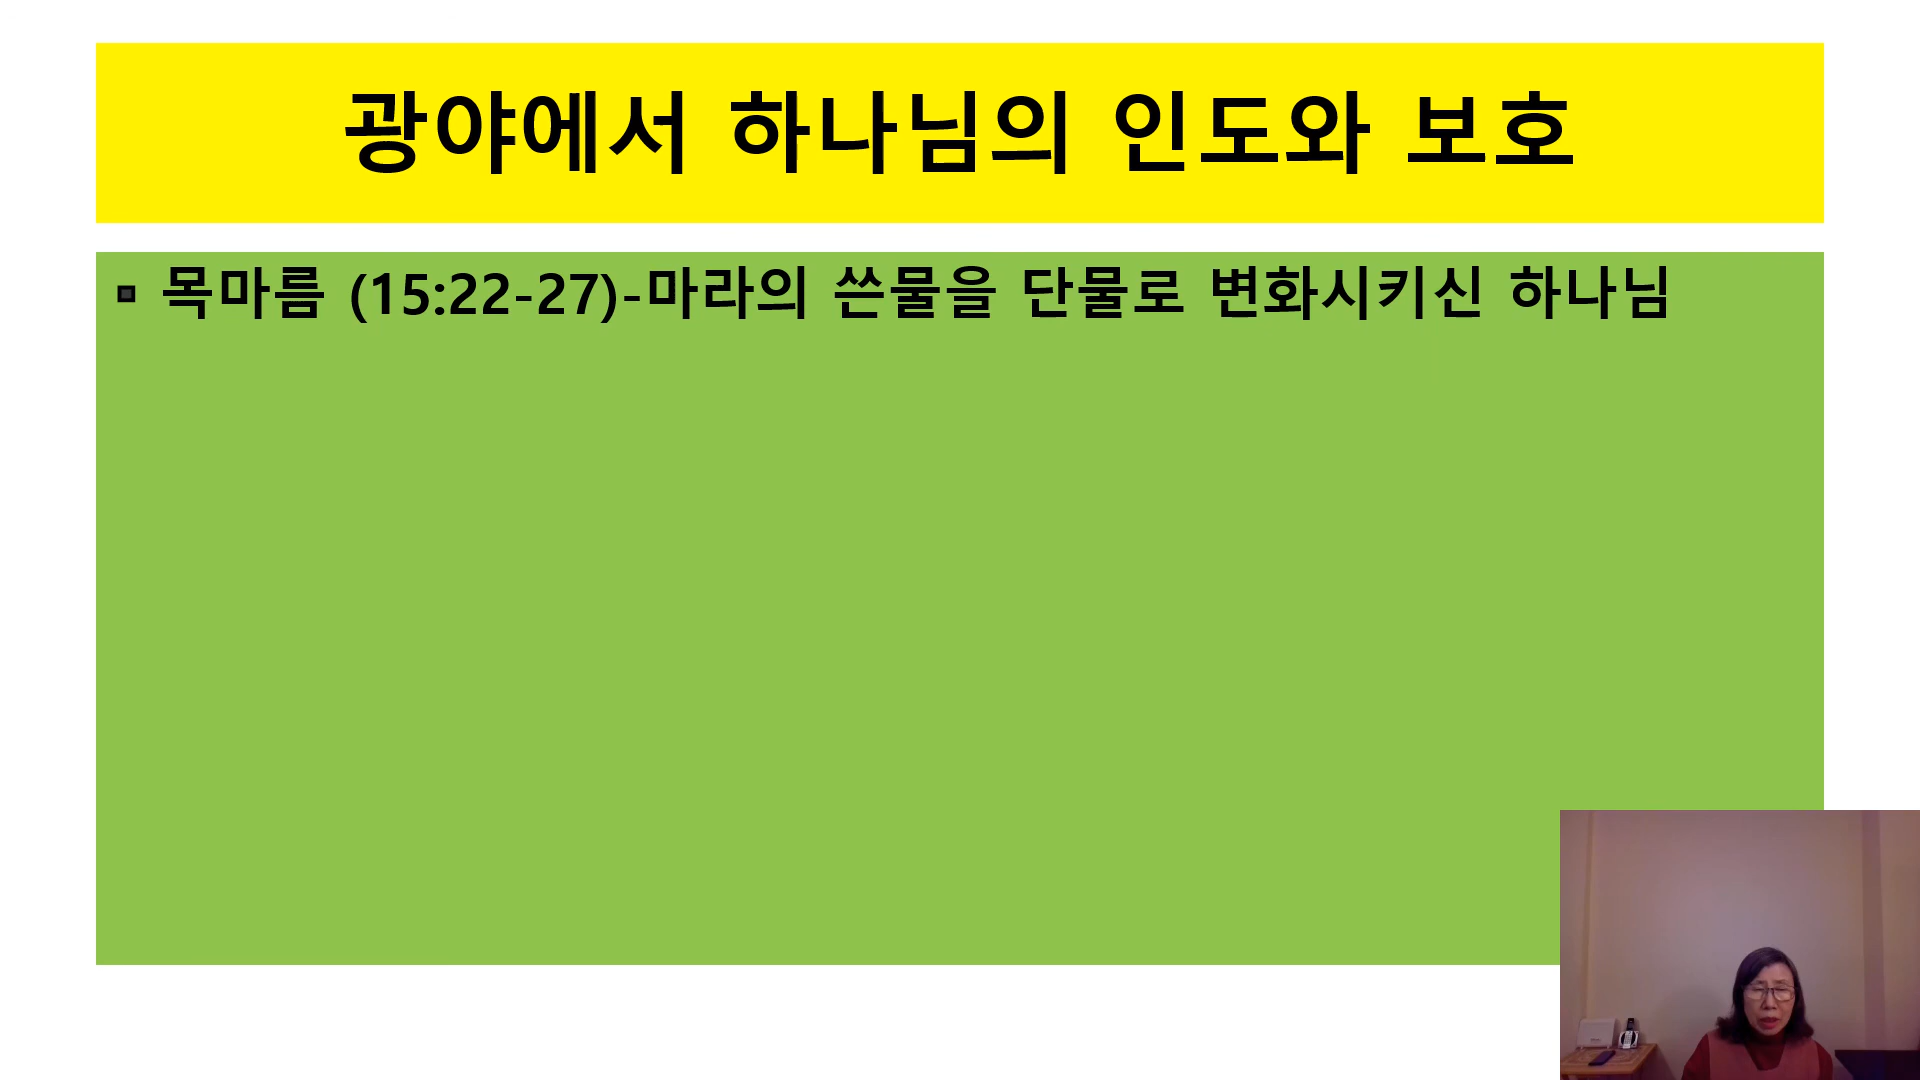 광야에서 하나님의 인도와 보호
▪ 목마름 (15:22-27)-마라의 쓴물을 단물로 변화시키신 하나님